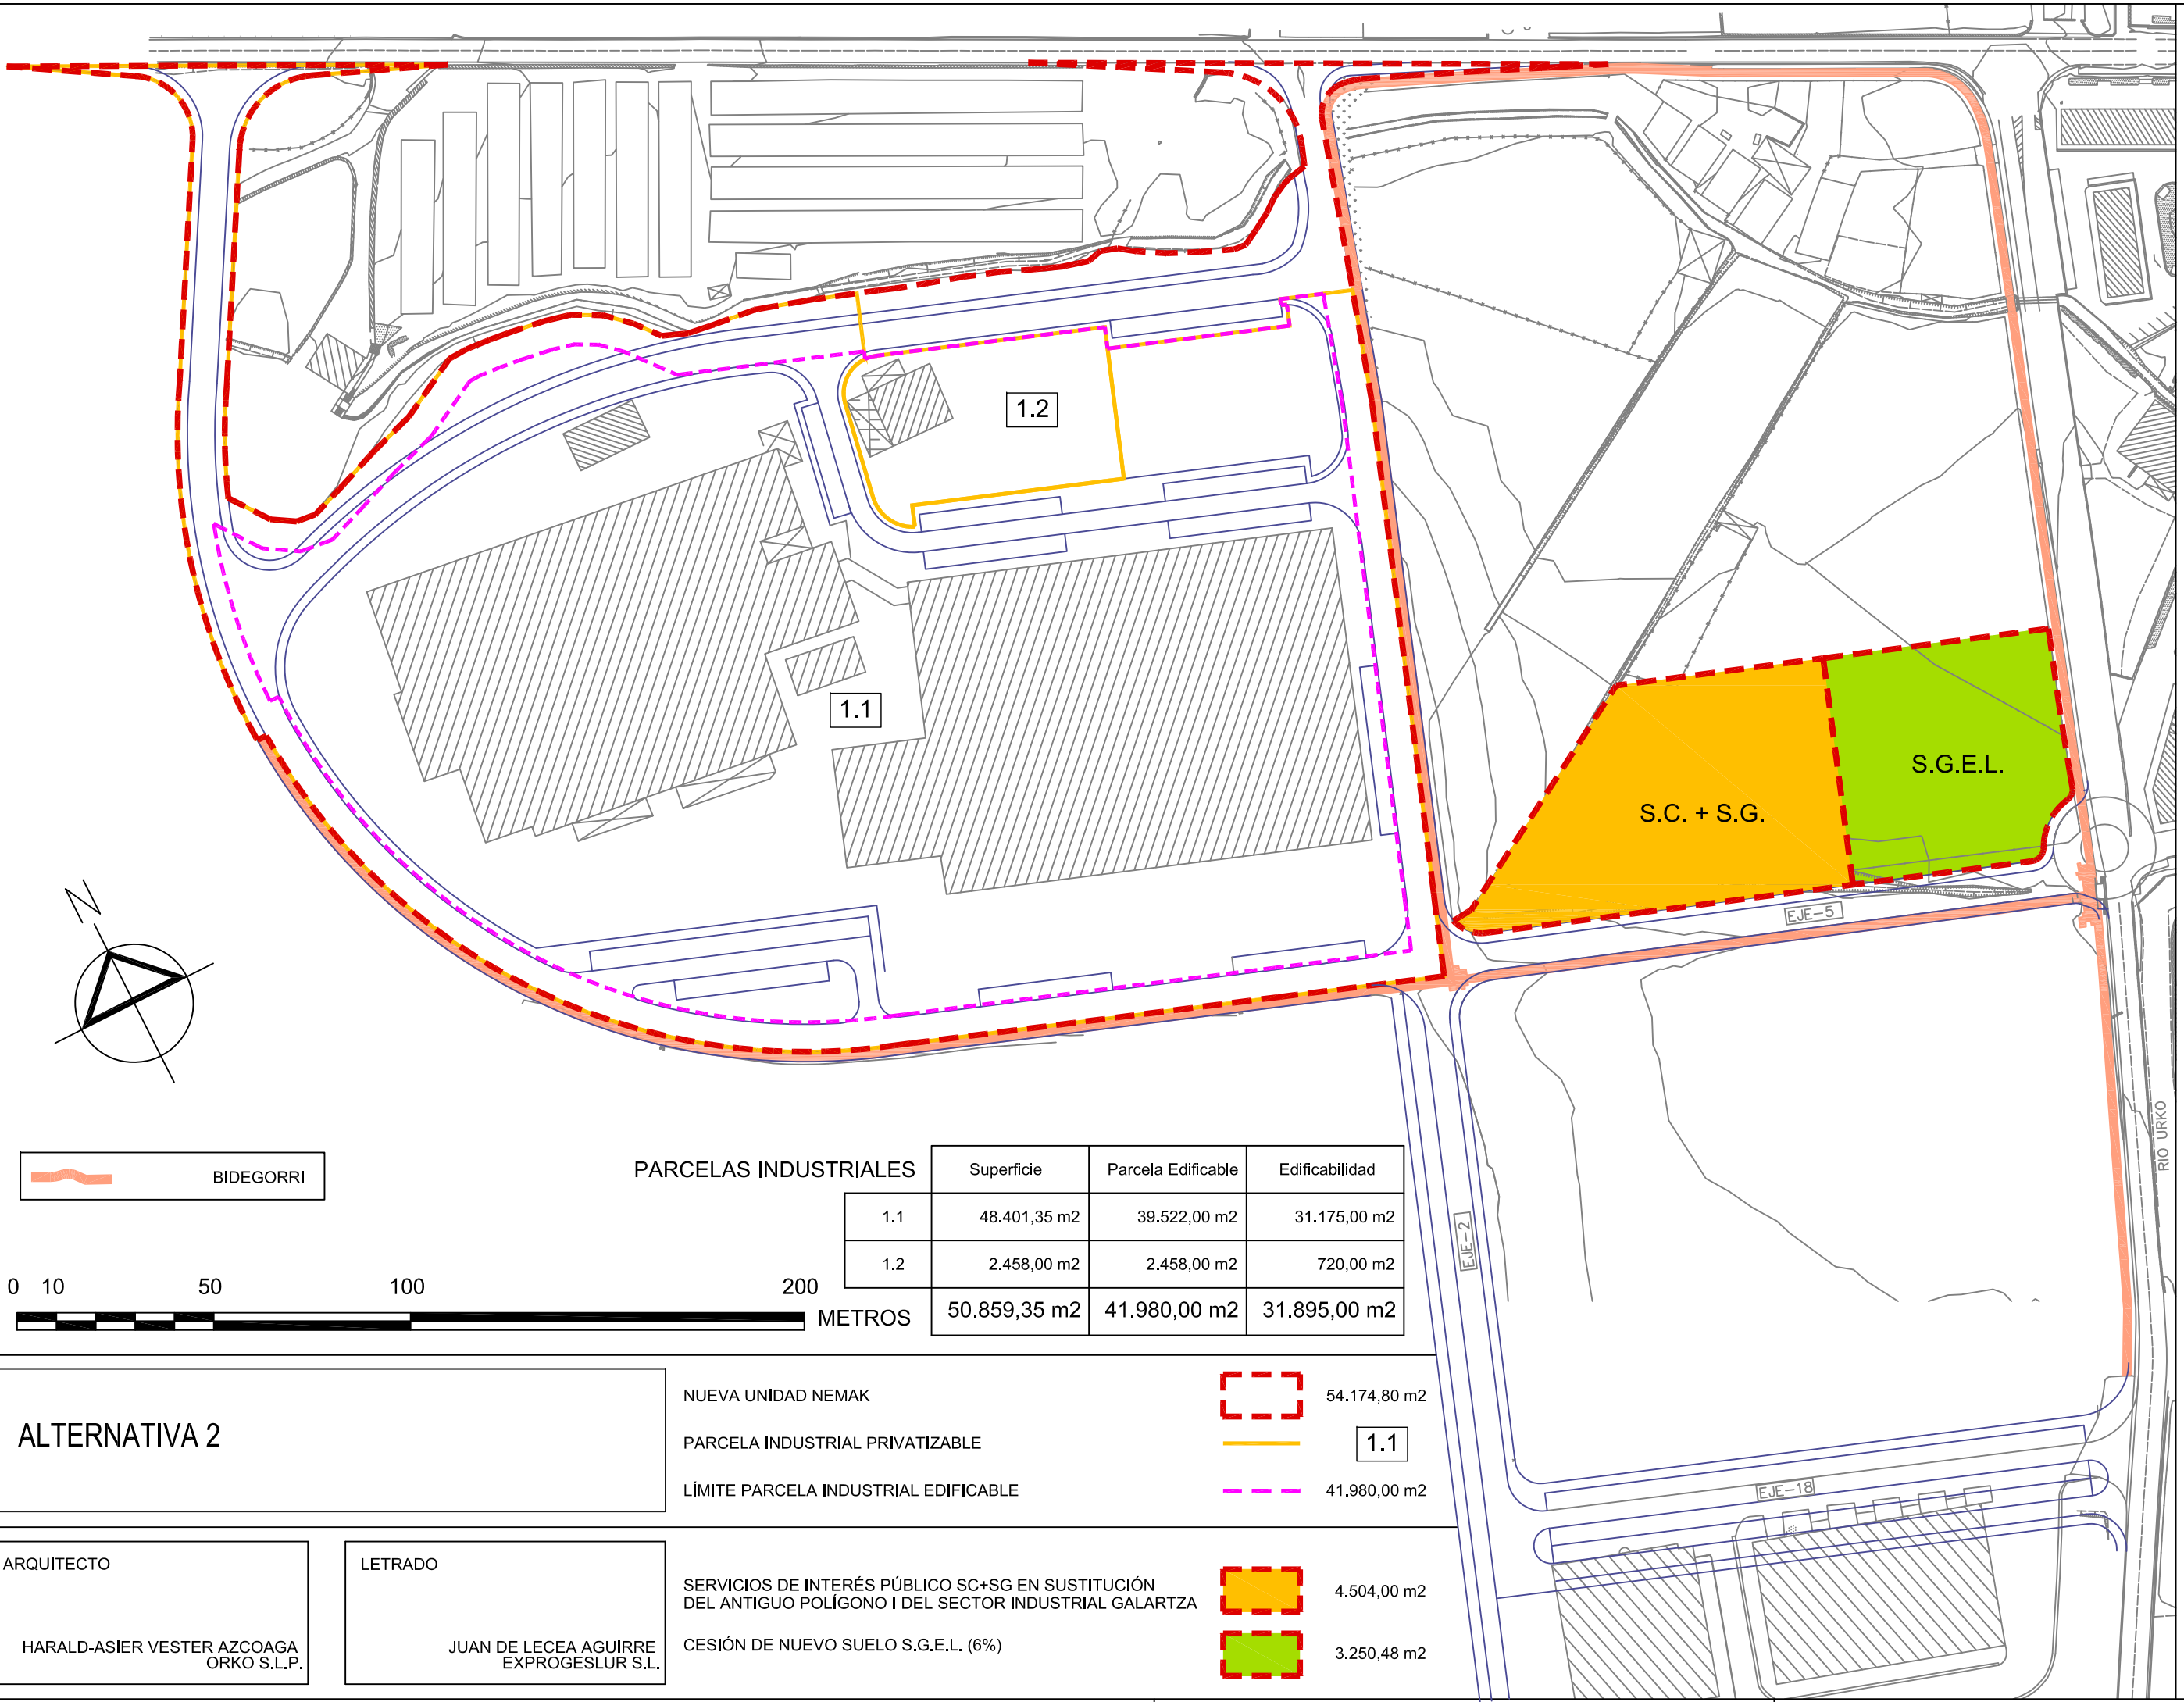 1.2
1.1
S.G.E.L.
S.C. + S.G.
EJE-5
N
RIO URKO
BIDEGORRI
PARCELAS INDUSTRIALES
Superficie Parcela Edificable Edificabilidad
1.1 48.401,35 m2 39.522,00 m2 31.175,00 m2
1.2 2.458,00 m2 2.458,00 m2 720,00 m2
50.859,35 m2 41.980,00 m2 31.895,00 m2
EJE-2
0 10 50 100 200
METROS
ALTERNATIVA 2
NUEVA UNIDAD NEMAK 54.174,80 m2
PARCELA INDUSTRIAL PRIVATIZABLE 1.1
LÍMITE PARCELA INDUSTRIAL EDIFICABLE 41.980,00 m2
EJE-18
ARQUITECTO
HARALD-ASIER VESTER AZCOAGA
ORKO S.L.P.
LETRADO
JUAN DE LECEA AGUIRRE
EXPROGESLUR S.L.
SERVICIOS DE INTERÉS PÚBLICO SC+SG EN SUSTITUCIÓN
DEL ANTIGUO POLÍGONO I DEL SECTOR INDUSTRIAL GALARTZA
4.504,00 m2
CESIÓN DE NUEVO SUELO S.G.E.L. (6%)
3.250,48 m2